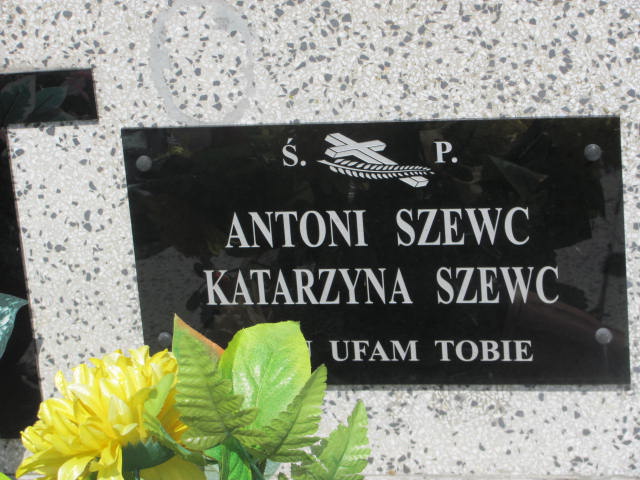 Ś. P.
ANTONI SZEWC
KATARZYNA SZEWC
UFAM TOBIE